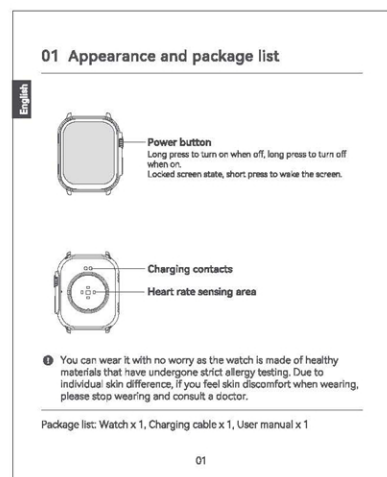 01 Appearance and package list
English
Power button
Long press to turn on when off, long press to turn off
when on.
Locked screen state, short press to wake the screen.
Charging contacts
Heart rate sensing area
You can wear it with no worry as the watch is made of healthy
materials that have undergone strict allergy testing. Due to
individual skin difference, if you feel skin discomfort when wearing,
please stop wearing and consult a doctor.
Package list: Watch x 1, Charging cable x 1, User manual x 1
01